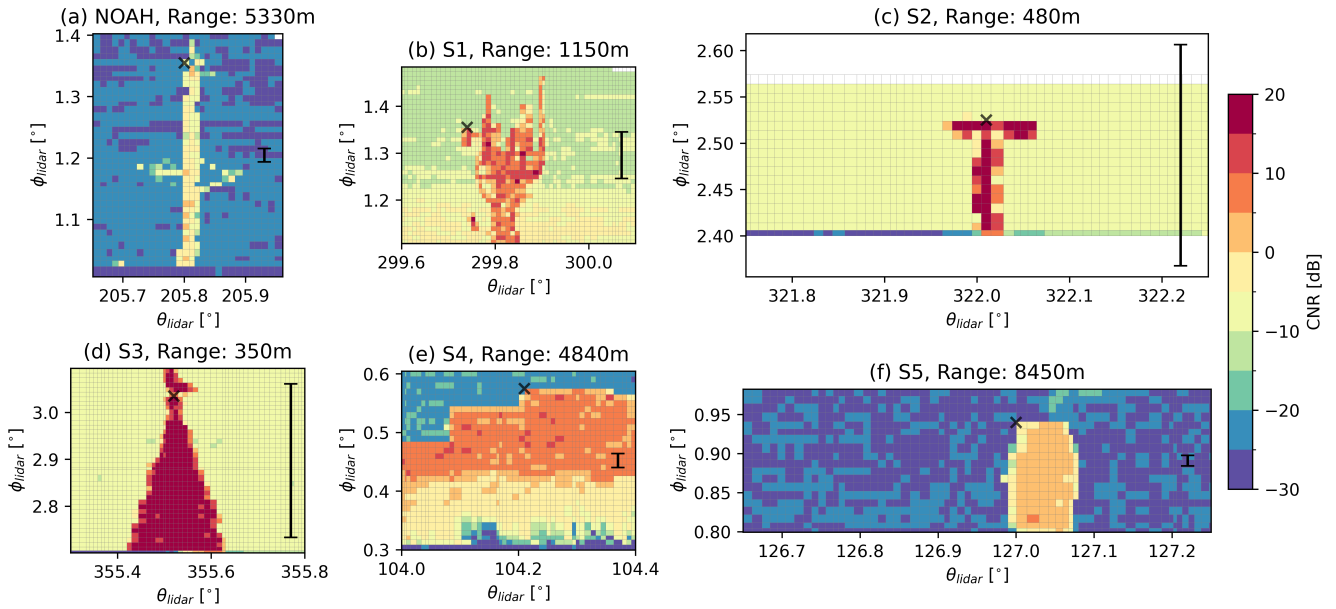 (a) NOAH, Range: 5330m
ϕlidar [°]
1.4
1.3
1.2
1.1
205.7 205.8 205.9
θlidar [°]
(b) S1, Range: 1150m
ϕlidar [°]
1.4
1.3
1.2
299.6 299.8 300.0
θlidar [°]
(c) S2, Range: 480m
ϕlidar [°]
2.60
2.55
2.50
2.45
2.40
321.8 321.9 322.0 322.1 322.2
θlidar [°]
(d) S3, Range: 350m
ϕlidar [°]
3.0
2.9
2.8
355.4 355.6 355.8
θlidar [°]
(e) S4, Range: 4840m
ϕlidar [°]
0.6
0.5
0.4
0.3
104.0 104.2 104.4
θlidar [°]
(f) S5, Range: 8450m
ϕlidar [°]
0.95
0.90
0.85
0.80
126.7 126.8 126.9 127.0 127.1 127.2
θlidar [°]
20
10
0
−10
−20
−30
CNR [dB]